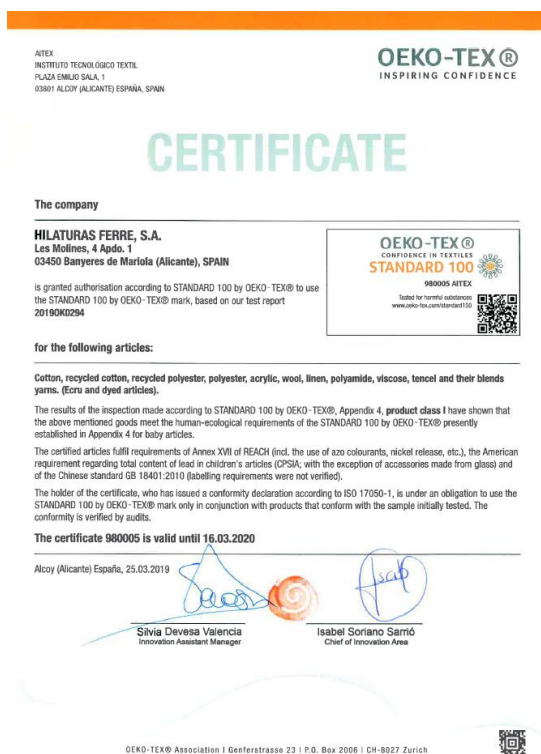 AITEX
INSTITUTO TECNOLÓGICO TEXTIL
PLAZA EMILIO SALA, 1
03801 ALCOY (ALICANTE) ESPAÑA, SPAIN
OEKO-TEX®
INSPIRING CONFIDENCE
CERTIFICATE
The company
HILATURAS FERRE, S.A.
Les Molines, 4 Apdo. 1
03450 Banyeres de Mariola (Alicante), SPAIN
is granted authorisation according to STANDARD 100 by OEKO-TEX® to use
the STANDARD 100 by OEKO-TEX® mark, based on our test report
2019OK0294
OEKO-TEX®
CONFIDENCE IN TEXTILES
STANDARD 100
980005 AITEX
Tested for harmful substances
www.oeko-tex.com/standard100
for the following articles:
Cotton, recycled cotton, recycled polyester, polyester, acrylic, wool, linen, polyamide, viscose, tencel and their blends
yarns. (Ecru and dyed articles).
The results of the inspection made according to STANDARD 100 by OEKO-TEX®, Appendix 4, product class I have shown that
the above mentioned goods meet the human-ecological requirements of the STANDARD 100 by OEKO-TEX® presently
established in Appendix 4 for baby articles.
The certified articles fulfil requirements of Annex XVII of REACH (incl. the use of azo colourants, nickel release, etc.), the American
requirement regarding total content of lead in children's articles (CPSIA; with the exception of accessories made from glass) and
of the Chinese standard GB 18401:2010 (labelling requirements were not verified).
The holder of the certificate, who has issued a conformity declaration according to ISO 17050-1, is under an obligation to use the
STANDARD 100 by OEKO-TEX® mark only in conjunction with products that conform with the sample initially tested. The
conformity is verified by audits.
The certificate 980005 is valid until 16.03.2020
Alcoy (Alicante) España, 25.03.2019
Silvia Devesa Valencia
Innovation Assistant Manager
Isabel Soriano Sarrió
Chief of Innovation Area
OEKO-TEX® Association | Genferstrasse 23 | P.O. Box 2006 | CH-8027 Zurich